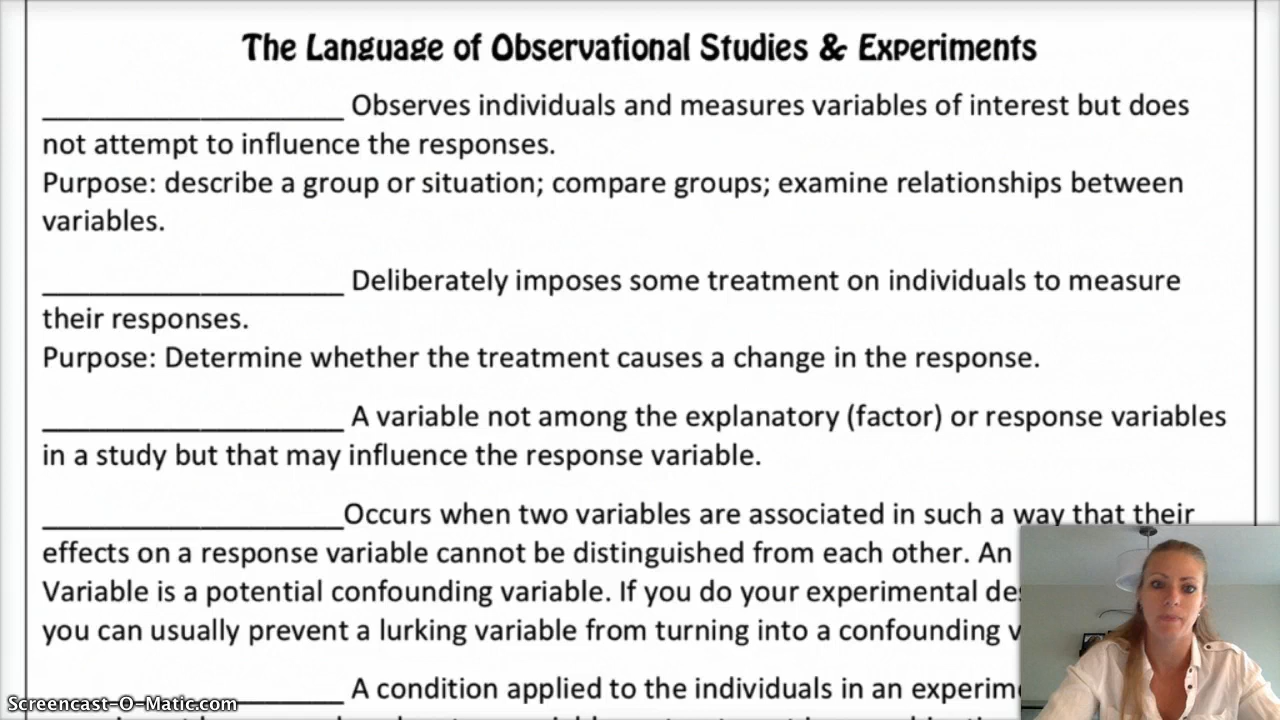 The Language of Observational Studies & Experiments
____________________ Observes individuals and measures variables of interest but does
not attempt to influence the responses.
Purpose: describe a group or situation; compare groups; examine relationships between
variables.
____________________ Deliberately imposes some treatment on individuals to measure
their responses.
Purpose: Determine whether the treatment causes a change in the response.
____________________ A variable not among the explanatory (factor) or response variables
in a study but that may influence the response variable.
____________________Occurs when two variables are associated in such a way that their
effects on a response variable cannot be distinguished from each other. An
Variable is a potential confounding variable. If you do your experimental des
you can usually prevent a lurking variable from turning into a confounding v
____________________ A condition applied to the individuals in an experim
Screencast-O-Matic.com